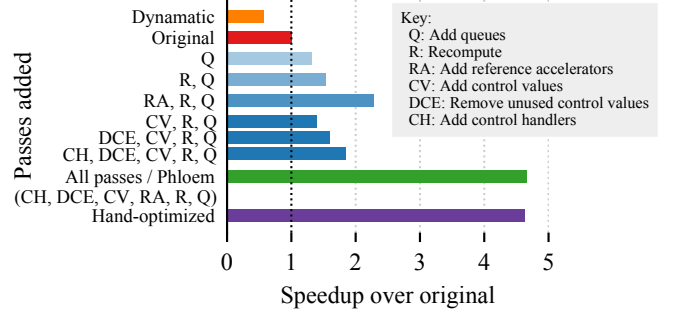 Passes added
Dynamatic
Original
Q
R, Q
RA, R, Q
CV, R, Q
DCE, CV, R, Q
CH, DCE, CV, R, Q
All passes / Phloem
(CH, DCE, CV, RA, R, Q)
Hand-optimized
Key:
Q: Add queues
R: Recompute
RA: Add reference accelerators
CV: Add control values
DCE: Remove unused control values
CH: Add control handlers
0 1 2 3 4 5
Speedup over original